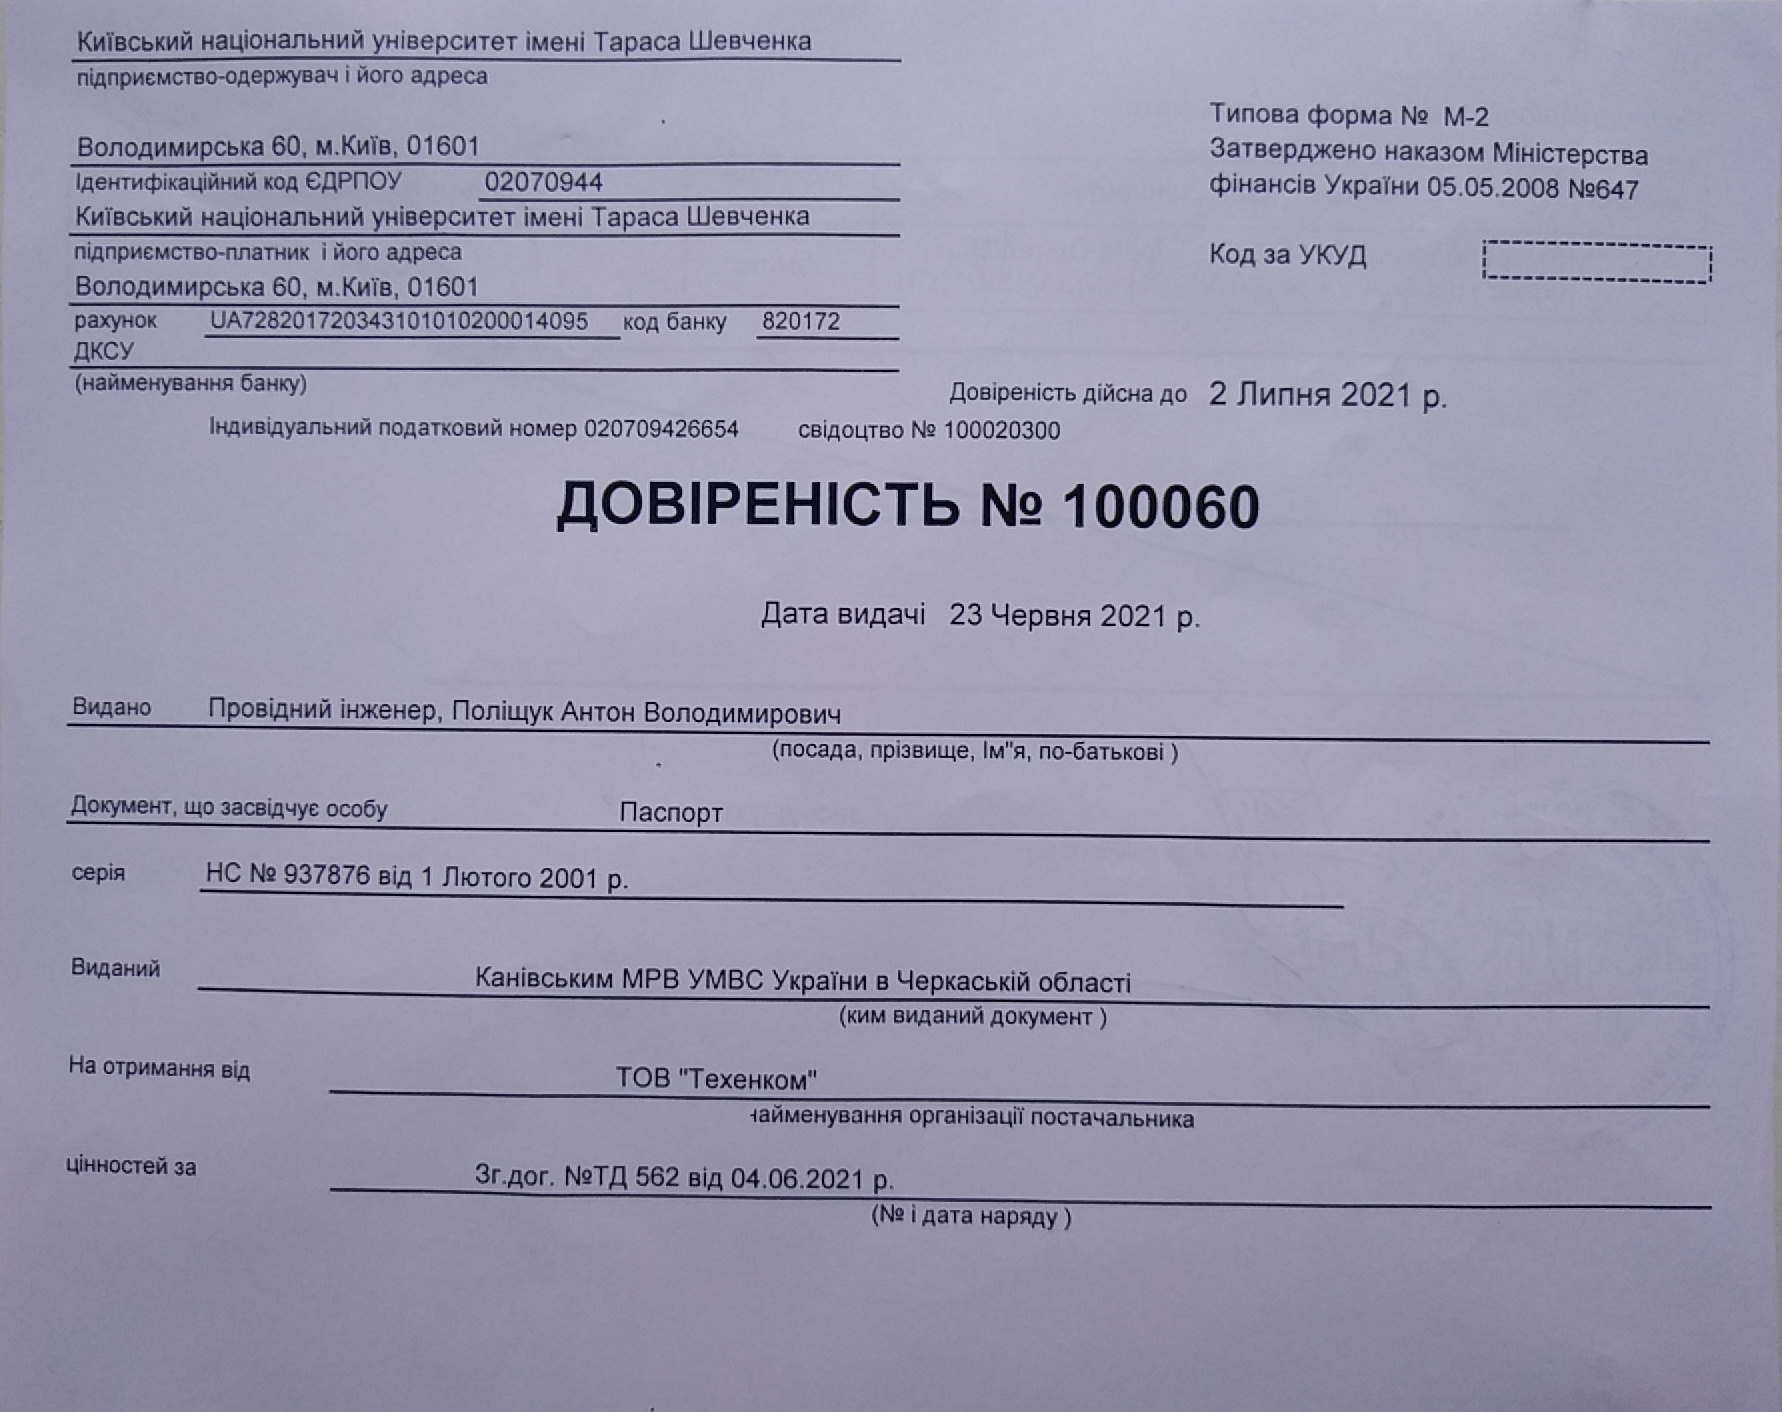 Київський національний університет імені Тараса Шевченка
підприємство-одержувач і його адреса
Типова форма № М-2
Володимирська 60, м.Київ, 01601
Затверджено наказом Міністерства
Ідентифікаційний код ЄДРПОУ 02070944
фінансів України 05.05.2008 №647
Київський національний університет імені Тараса Шевченка
підприємство-платник і його адреса
Код за УКУД
Володимирська 60, м.Київ, 01601
рахунок UA728201720343101010200014095 код банку 820172
ДКСУ
(найменування банку)
Довіреність дійсна до 2 Липня 2021 р.
Індивідуальний податковий номер 020709426654 свідоцтво № 100020300
ДОВІРЕНІСТЬ № 100060
Дата видачі 23 Червня 2021 р.
Видано Провідний інженер, Поліщук Антон Володимирович
(посада, прізвище, Ім"я, по-батькові )
Документ, що засвідчує особу Паспорт
серія НС № 937876 від 1 Лютого 2001 р.
Виданий Канівським МРВ УМВС України в Черкаській області
(ким виданий документ )
На отримання від ТОВ "Техенком"
найменування організації постачальника
цінностей за Зг.дог. №ТД 562 від 04.06.2021 р.
(№ і дата наряду )